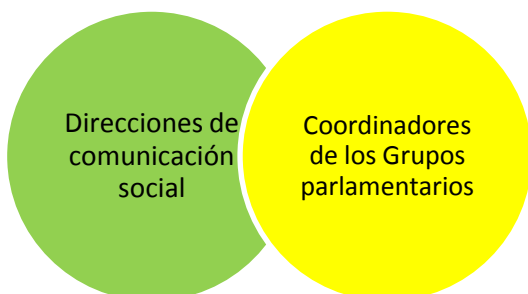 Direcciones de
comunicación
social
Coordinadores
de los Grupos
parlamentarios